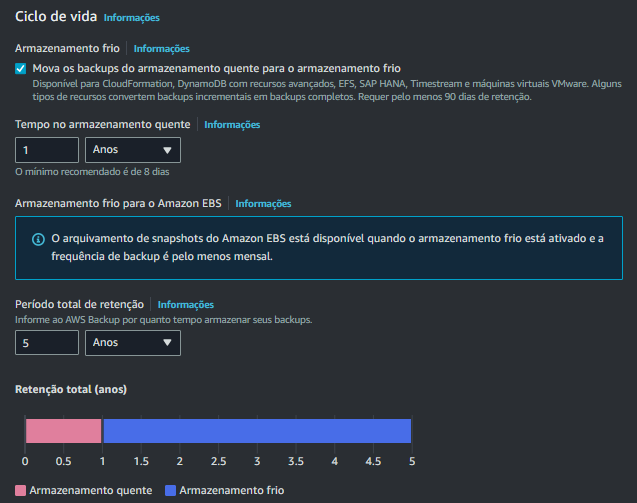 Ciclo de vida Informações
Armazenamento frio Informações
Mova os backups do armazenamento quente para o armazenamento frio
Disponível para CloudFormation, DynamoDB com recursos avançados, EFS, SAP HANA, Timestream e máquinas virtuais VMware. Alguns
tipos de recursos convertem backups incrementais em backups completos. Requer pelo menos 90 dias de retenção.
Tempo no armazenamento quente Informações
1 Anos
O mínimo recomendado é de 8 dias
Armazenamento frio para o Amazon EBS Informações
O arquivamento de snapshots do Amazon EBS está disponível quando o armazenamento frio está ativado e a
frequência de backup é pelo menos mensal.
Período total de retenção Informações
Informe ao AWS Backup por quanto tempo armazenar seus backups.
5 Anos
Retenção total (anos)
0 0.5 1 1.5 2 2.5 3 3.5 4 4.5 5
Armazenamento quente Armazenamento frio